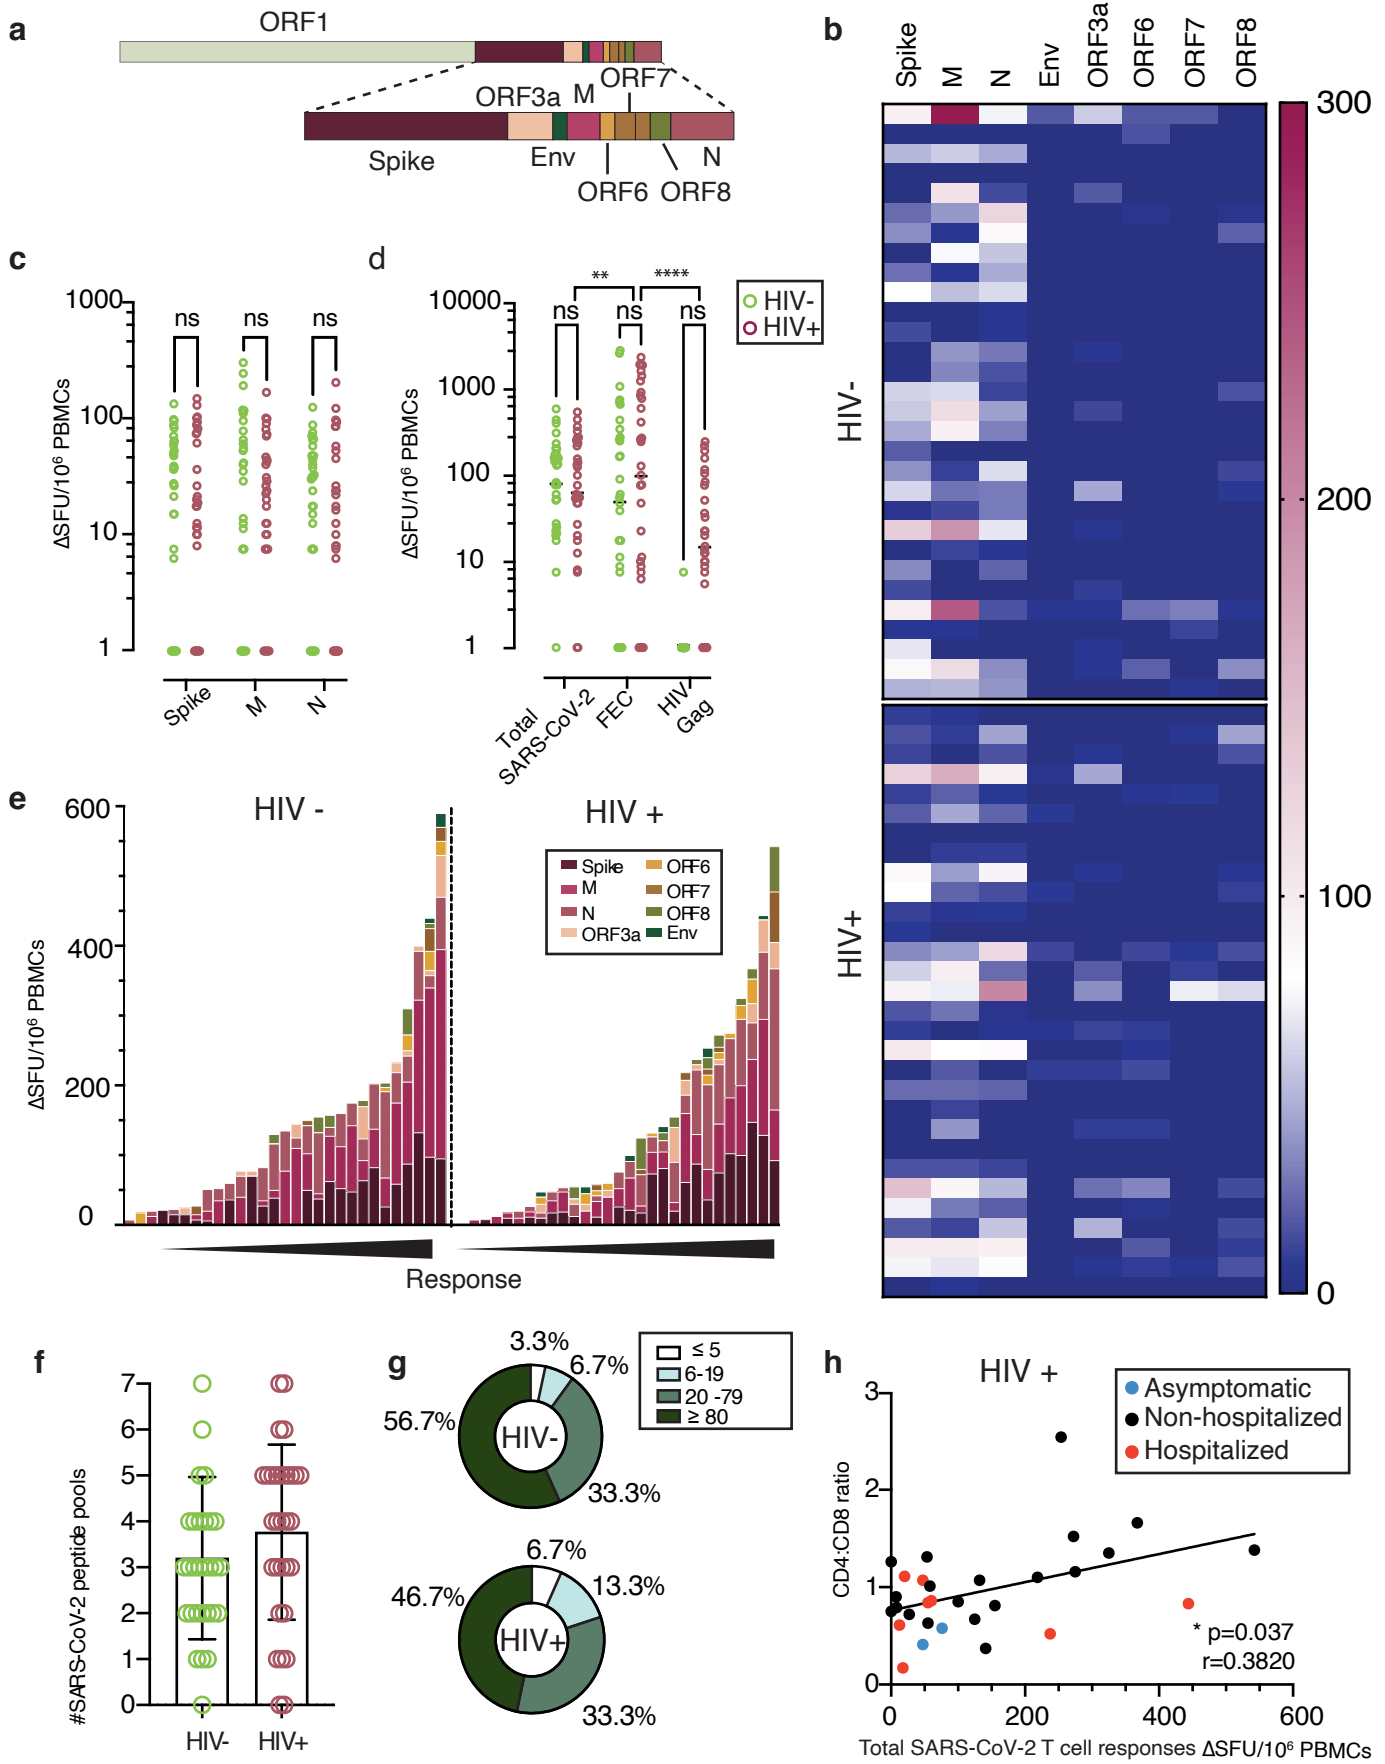 a
ORF1
ORF3a
M
ORF7
Spike
Env
N
ORF6
ORF8
b
Spike
M
N
Env
ORF3a
ORF6
ORF7
ORF8
HIV-
HIV+
300
200
100
0
c
1000
100
10
1
ΔSFU/10⁶ PBMCs
ns
ns
ns
Spike
M
N
d
10000
1000
100
10
1
ΔSFU/10⁶ PBMCs
**
****
ns
ns
ns
HIV-
HIV+
Total
SARS-CoV-2
FEC
HIV
Gag
e
600
400
200
0
ΔSFU/10⁶ PBMCs
HIV -
HIV +
Spike
M
N
ORF3a
ORF6
ORF7
ORF8
Env
Response
f
7
6
5
4
3
2
1
0
#SARS-CoV-2 peptide pools
HIV-
HIV+
g
3.3%
6.7%
56.7%
33.3%
HIV-
≤ 5
6-19
20 -79
≥ 80
6.7%
13.3%
46.7%
33.3%
HIV+
h
HIV +
Asymptomatic
Non-hospitalized
Hospitalized
3
2
1
0
CD4:CD8 ratio
* p=0.037
r=0.3820
0
200
400
600
Total SARS-CoV-2 T cell responses ΔSFU/10⁶ PBMCs